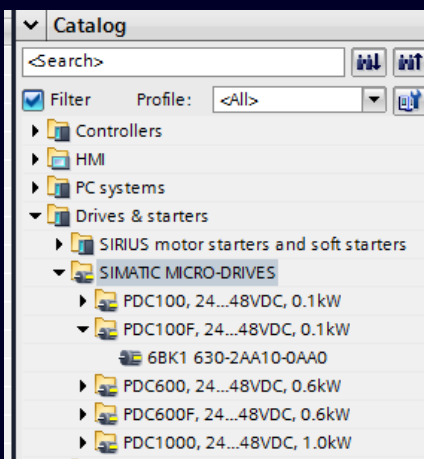 Catalog
<Search>
Filter Profile: <All>
Controllers
HMI
PC systems
Drives & starters
SIRIUS motor starters and soft starters
SIMATIC MICRO-DRIVES
PDC100, 24...48VDC, 0.1kW
PDC100F, 24...48VDC, 0.1kW
6BK1 630-2AA10-0AA0
PDC600, 24...48VDC, 0.6kW
PDC600F, 24...48VDC, 0.6kW
PDC1000, 24...48VDC, 1.0kW